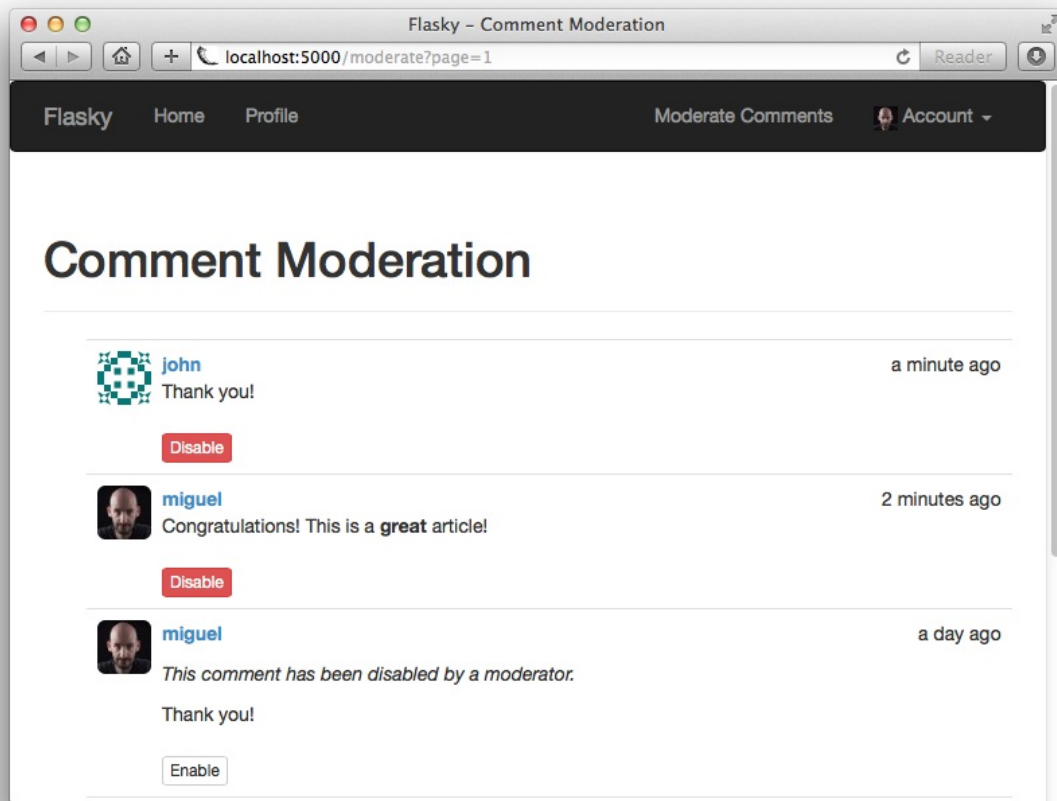 Flasky - Comment Moderation
localhost:5000/moderate?page=1
Reader
Flasky Home Profile Moderate Comments Account
Comment Moderation
john a minute ago
Thank you!
Disable
miguel 2 minutes ago
Congratulations! This is a great article!
Disable
miguel a day ago
This comment has been disabled by a moderator.
Thank you!
Enable